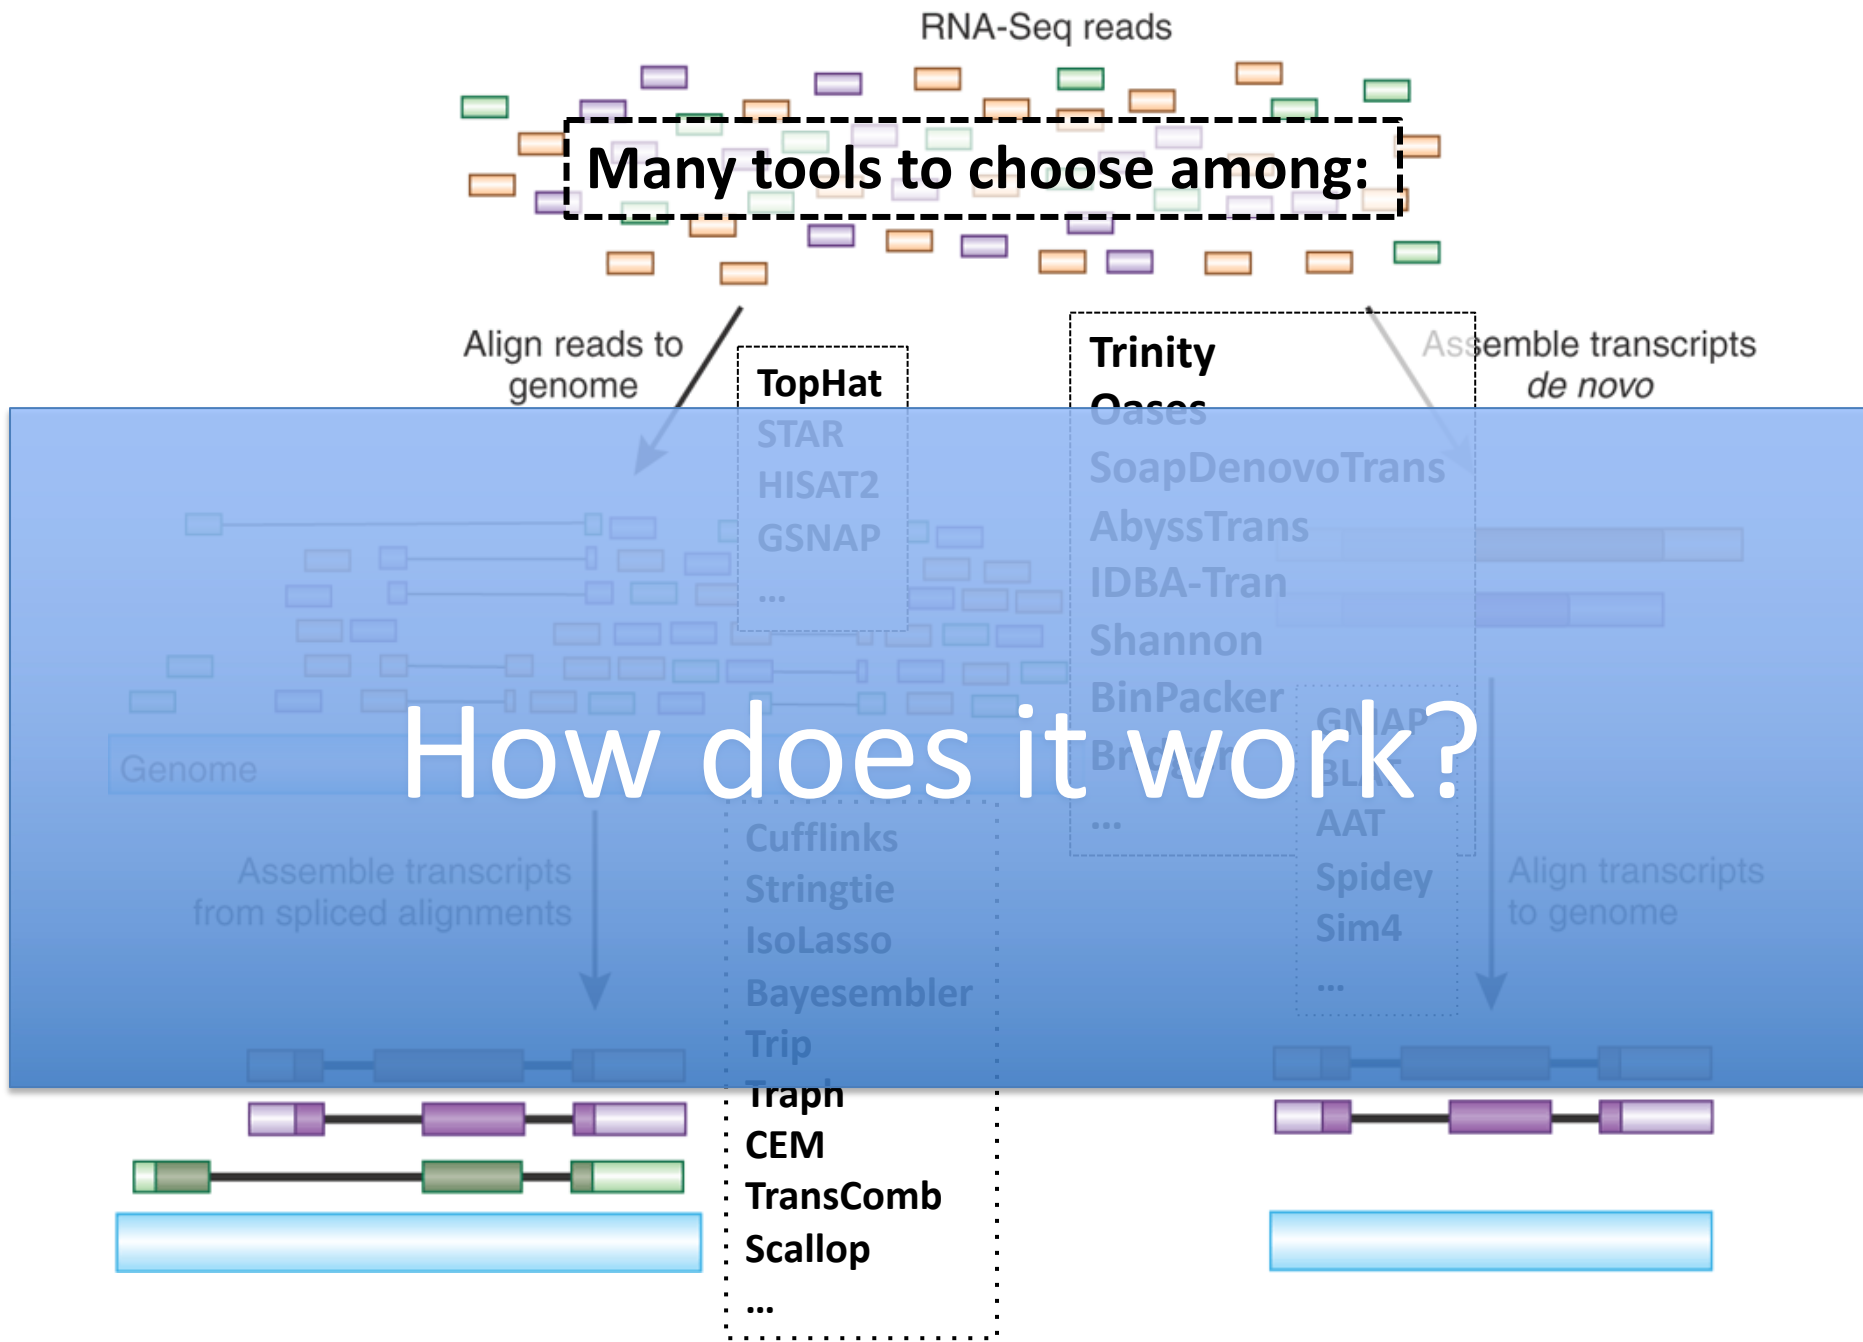 RNA-Seq reads
Many tools to choose among:
Align reads to
genome
TopHat
STAR
HISAT2
GSNAP
...
Trinity
Oases
SoapDenovoTrans
AbyssTrans
IDBA-Tran
Shannon
BinPacker
Bridger
...
Assemble transcripts
de novo
How does it work?
Genome
GMAP
BLAT
AAT
Spidey
Sim4
...
Assemble transcripts
from spliced alignments
Cufflinks
Stringtie
IsoLasso
Bayesembler
Trip
Traph
CEM
TransComb
Scallop
...
Align transcripts
to genome